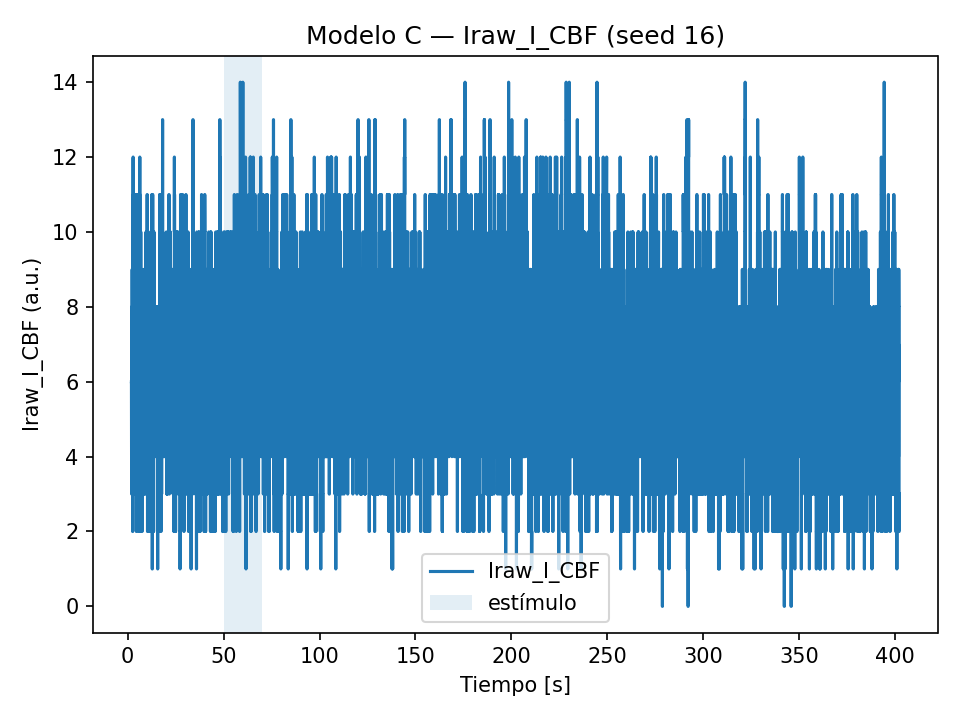 Modelo C — Iraw_I_CBF (seed 16)
Iraw_I_CBF (a.u.)
14
12
10
8
6
4
2
0
Iraw_I_CBF
estímulo
0 50 100 150 200 250 300 350 400
Tiempo [s]